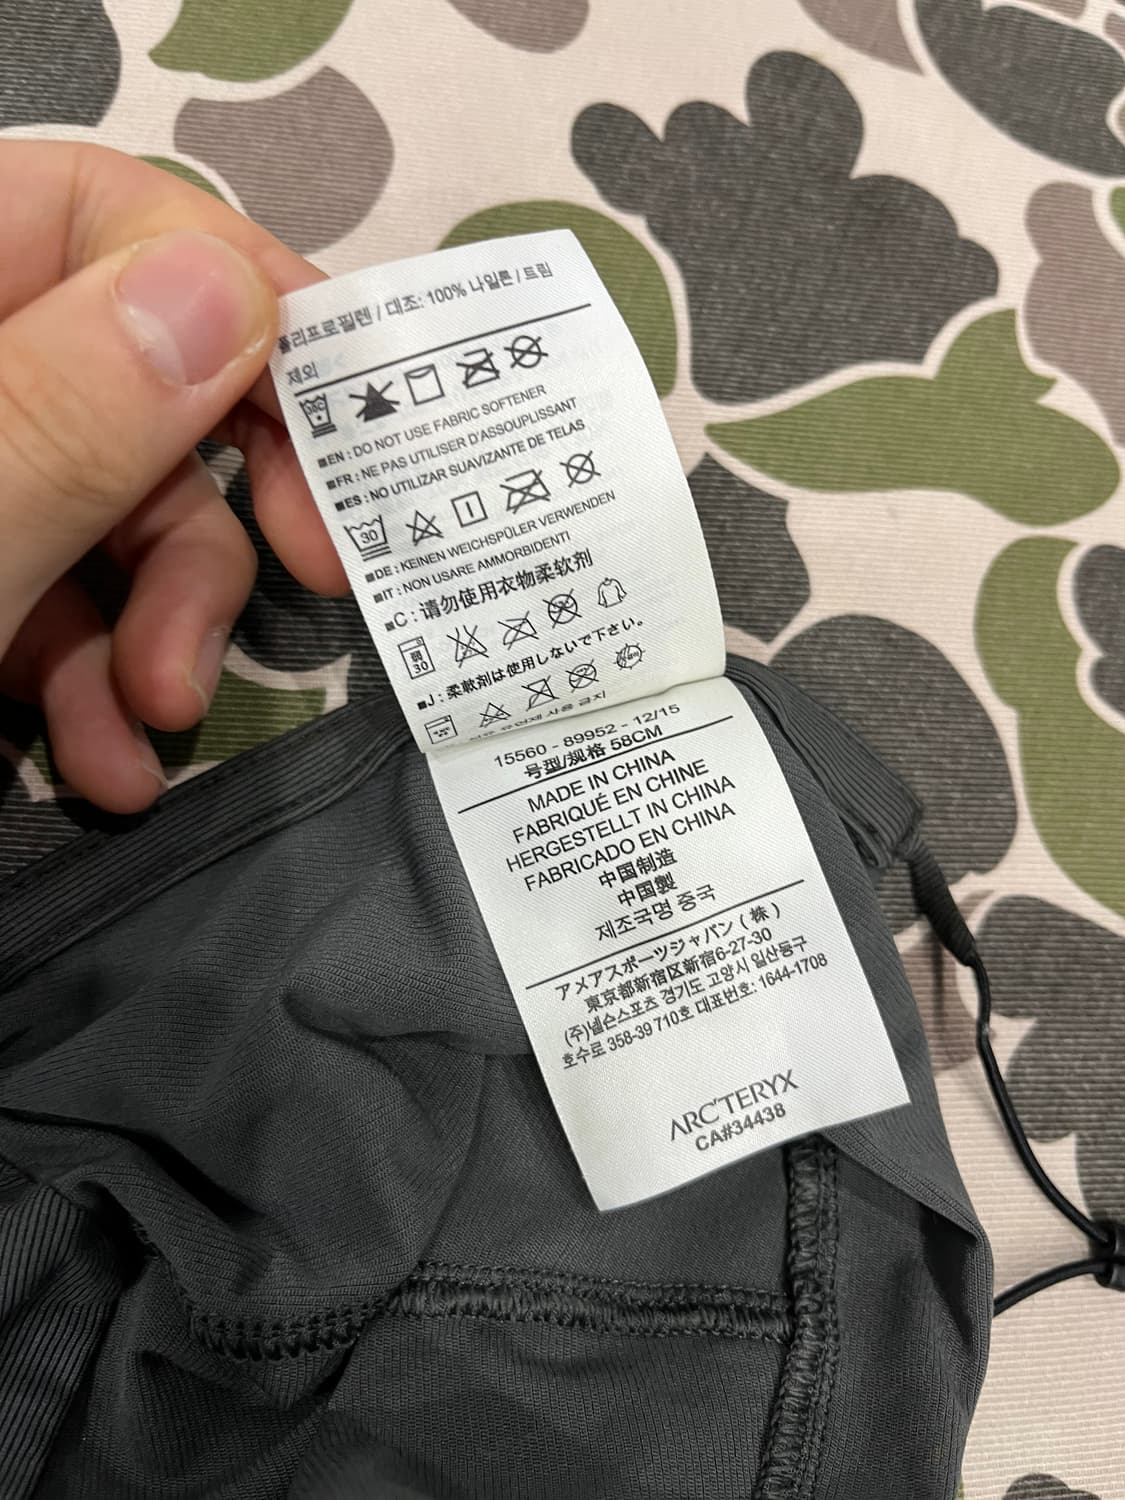 폴리프로필렌 / 대조: 100% 나일론 / 트림
제외
30C
■EN : DO NOT USE FABRIC SOFTENER
■FR : NE PAS UTILISER D'ASSOUPLISSANT
■ES : NO UTILIZAR SUAVIZANTE DE TELAS
30
■DE : KEINEN WEICHSPÜLER VERWENDEN
■IT : NON USARE AMMORBIDENTI
■C : 请勿使用衣物柔软剂
弱
30
■J : 柔軟剤は使用しないで下さい。
사용 금지
15560 - 89952 - 12/15
号型/规格 58CM
MADE IN CHINA
FABRIQUÉ EN CHINE
HERGESTELLT IN CHINA
FABRICADO EN CHINA
中国制造
中国製
제조국명 중국
アメアスポーツジャパン ( 株 )
東京都新宿区新宿6-27-30
(주)넬슨스포츠 경기도 고양시 일산동구
호수로 358-39 710호 대표번호: 1644-1708
ARC'TERYX
CA#34438